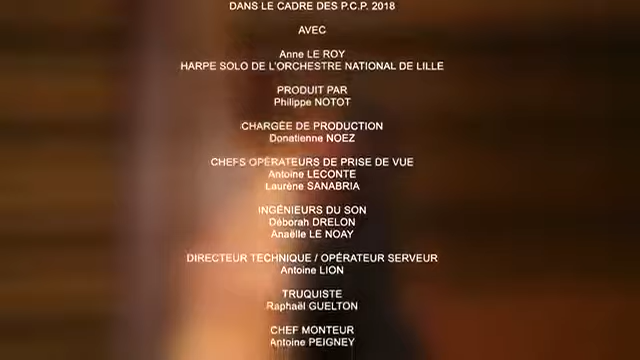 DANS LE CADRE DES P.C.P. 2018
AVEC
Anne LE ROY
HARPE SOLO DE L'ORCHESTRE NATIONAL DE LILLE
PRODUIT PAR
Philippe NOTOT
CHARGÉE DE PRODUCTION
Donatienne NOEZ
CHEFS OPÉRATEURS DE PRISE DE VUE
Antoine LECONTE
Laurène SANABRIA
INGÉNIEURS DU SON
Déborah DRELON
Anaëlle LE NOAY
DIRECTEUR TECHNIQUE / OPÉRATEUR SERVEUR
Antoine LION
TRUQUISTE
Raphaël GUELTON
CHEF MONTEUR
Antoine PEIGNEY